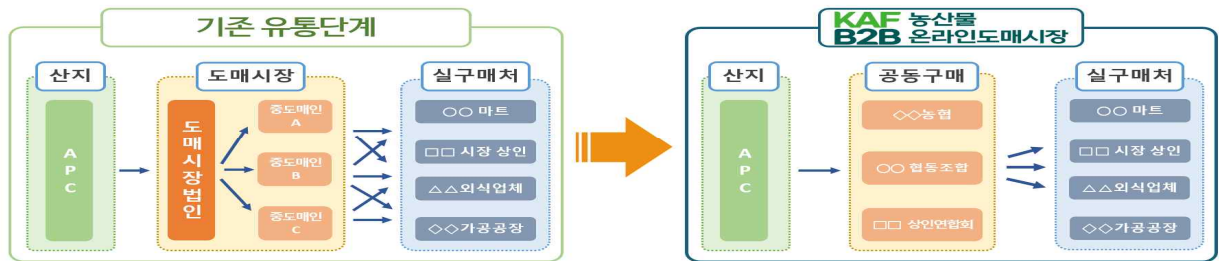 기존 유통단계
산지
도매시장
실구매처
APC
도매시장법인
중도매인
A
중도매인
B
중도매인
C
○○ 마트
□□ 시장 상인
△△외식업체
◇◇가공공장
KAF 농산물
B2B 온라인도매시장
산지
공동구매
실구매처
APC
◇◇농협
○○ 협동조합
□□ 상인연합회
○○ 마트
□□ 시장 상인
△△외식업체
◇◇가공공장